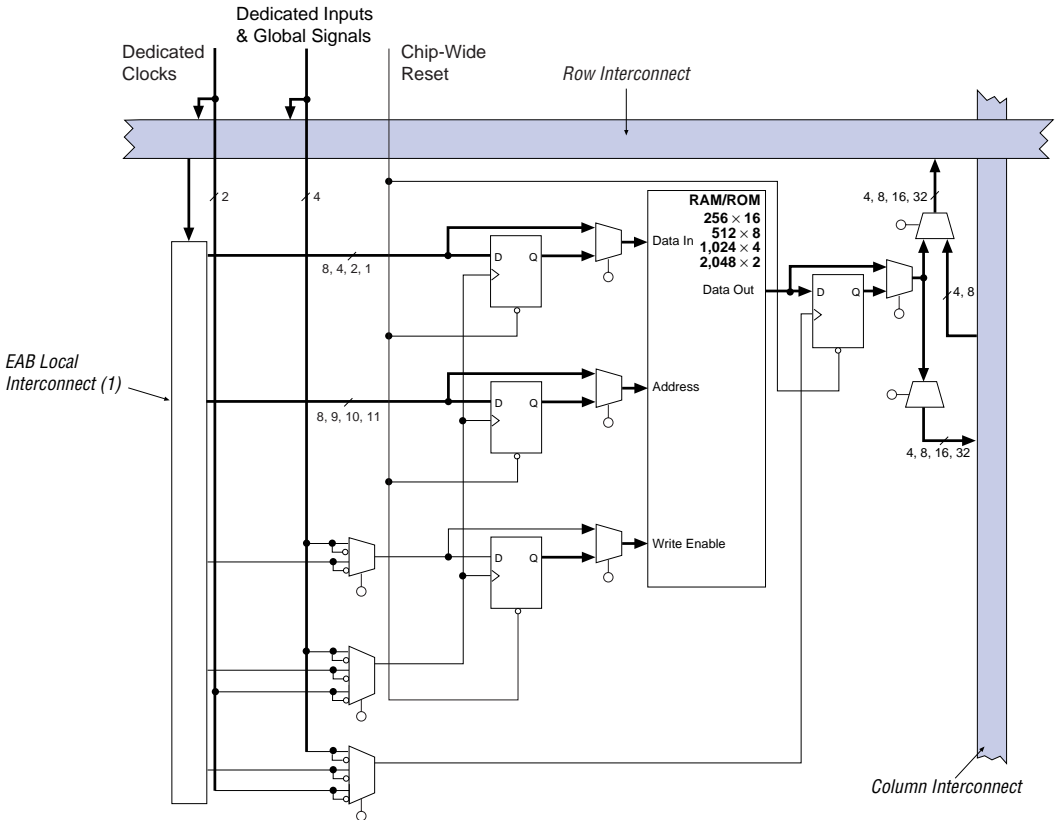 Dedicated Inputs
& Global Signals
Dedicated
Clocks
Chip-Wide
Reset
Row Interconnect
2
4
RAM/ROM
256 × 16
512 × 8
1,024 × 4
2,048 × 2
4, 8, 16, 32
Data In
D
Q
8, 4, 2, 1
Data Out
D
Q
4, 8
EAB Local
Interconnect (1)
Address
D
Q
8, 9, 10, 11
4, 8, 16, 32
Write Enable
D
Q
Column Interconnect